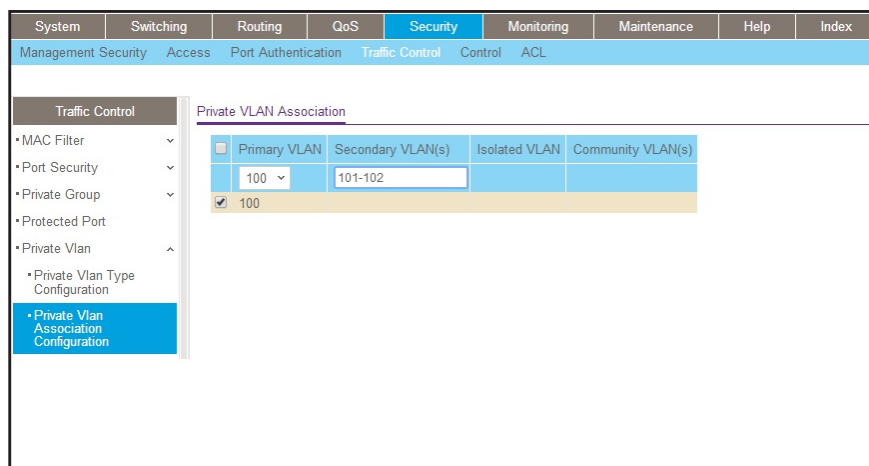 System Switching Routing QoS Security Monitoring Maintenance Help Index
Management Security Access Port Authentication Traffic Control Control ACL
Traffic Control
MAC Filter
Port Security
Private Group
Protected Port
Private Vlan
Private Vlan Type
Configuration
Private Vlan
Association
Configuration
Private VLAN Association
Primary VLAN Secondary VLAN(s) Isolated VLAN Community VLAN(s)
100 101-102
100